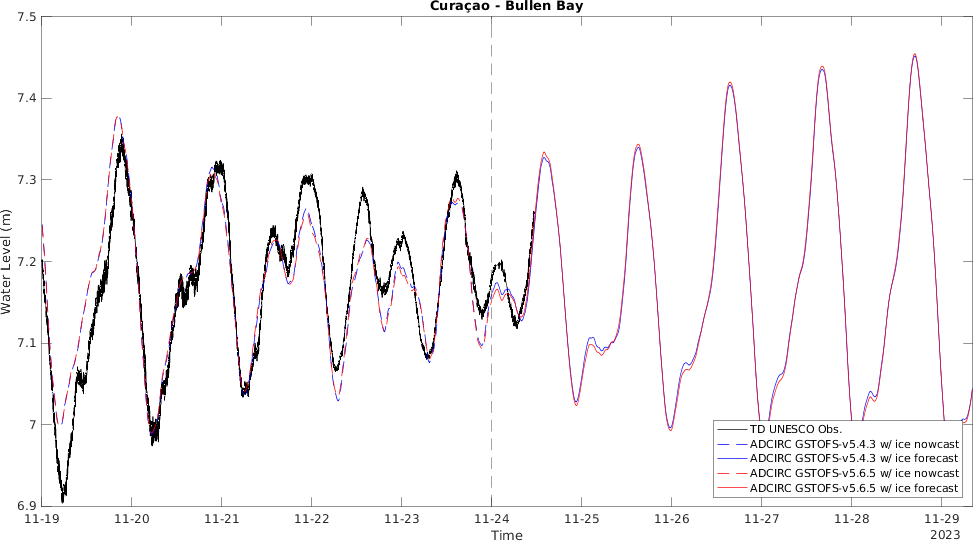 Curaçao - Bullen Bay
7.5
7.4
7.3
7.2
7.1
7
6.9
Water Level (m)
11-19 11-20 11-21 11-22 11-23 11-24 11-25 11-26 11-27 11-28 11-29
2023
Time
TD UNESCO Obs.
ADCIRC GSTOFS-v5.4.3 w/ ice nowcast
ADCIRC GSTOFS-v5.4.3 w/ ice forecast
ADCIRC GSTOFS-v5.6.5 w/ ice nowcast
ADCIRC GSTOFS-v5.6.5 w/ ice forecast